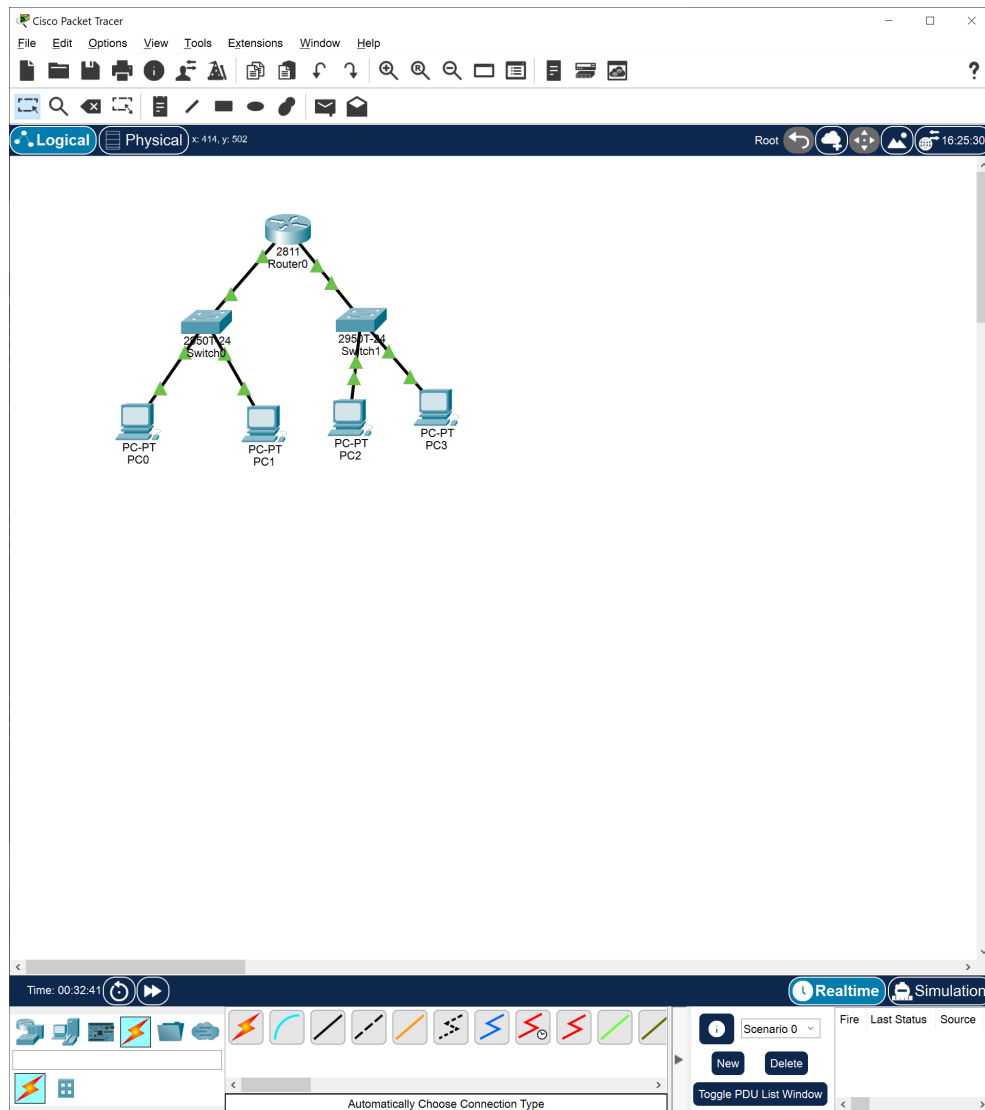 Cisco Packet Tracer
File Edit Options View Tools Extensions Window Help
?
Logical Physical x: 414, y: 502 Root 16:25:30
2811
Router0
2950T-24
Switch0
2950T-24
Switch1
PC-PT
PC0
PC-PT
PC1
PC-PT
PC2
PC-PT
PC3
Time: 00:32:41 Realtime Simulation
Scenario 0
Fire Last Status Source
New Delete
Toggle PDU List Window
Automatically Choose Connection Type